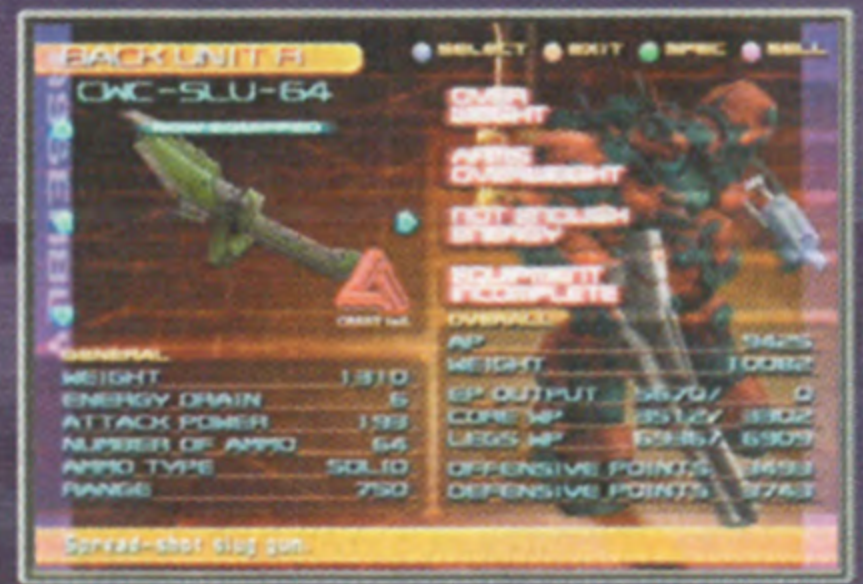 BACK UNIT R
SELECT EXIT SPEC SELL
CWC-SLU-64
NOW EQUIPPED
ASSEMBLY
OVER
WEIGHT
ARMS
OVERWEIGHT
NOT ENOUGH
ENERGY
EQUIPMENT
INCOMPLETE
GENERAL
WEIGHT 1310
ENERGY DRAIN 6
ATTACK POWER 193
NUMBER OF AMMO 64
AMMO TYPE SOLID
RANGE 750
OVERALL
AP 9425
WEIGHT 10082
EP OUTPUT 5870/ 0
CORE WP
LEGS WP
OFFENSIVE POINTS
DEFENSIVE POINTS
Spread-shot slug gun.